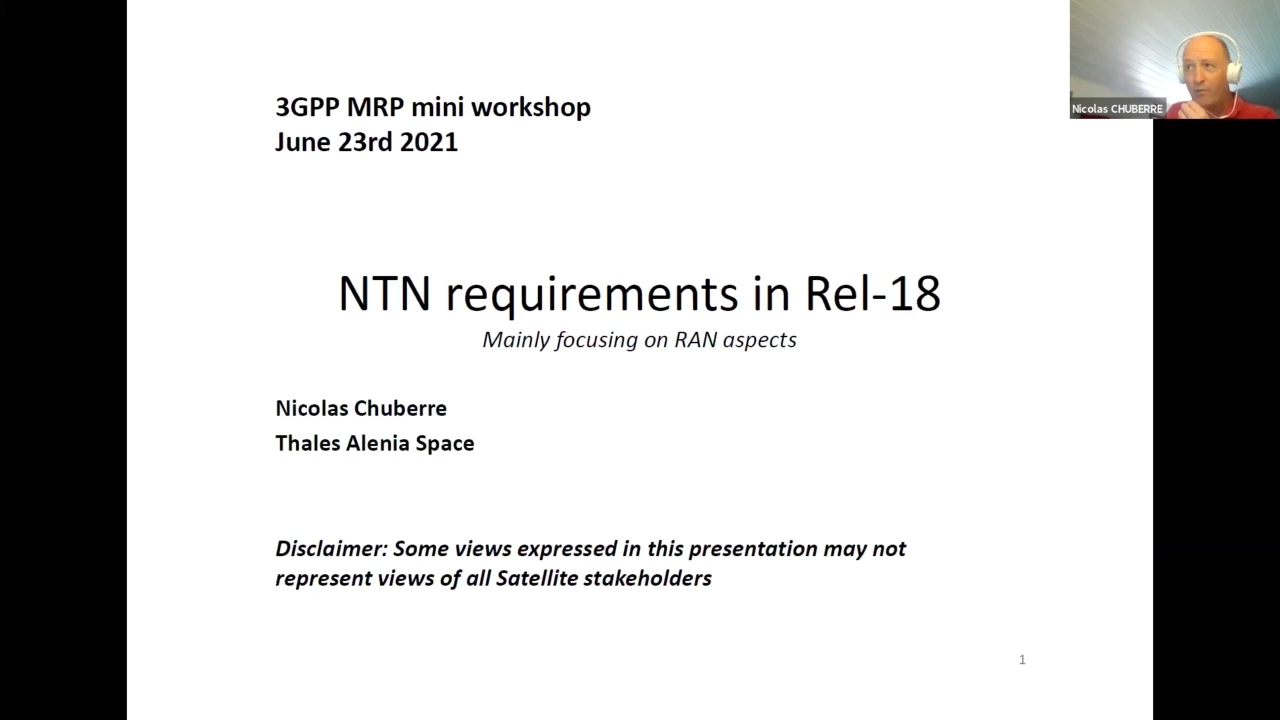 3GPP MRP mini workshop
June 23rd 2021
Nicolas CHUBERRE
NTN requirements in Rel-18
Mainly focusing on RAN aspects
Nicolas Chuberre
Thales Alenia Space
Disclaimer: Some views expressed in this presentation may not
represent views of all Satellite stakeholders
1